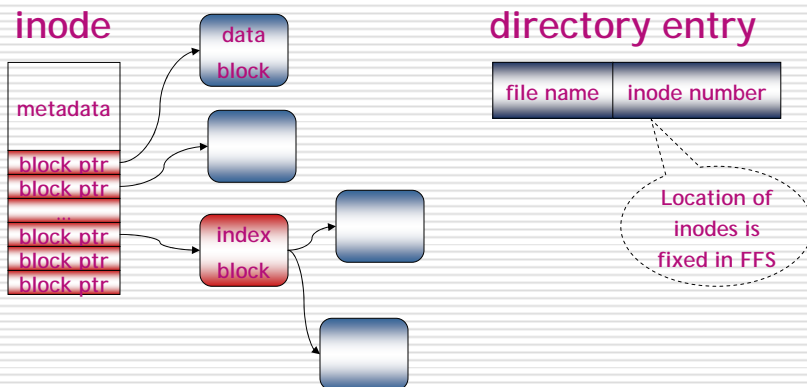 inode
directory entry
data
block
metadata
file name
inode number
block ptr
block ptr
...
block ptr
block ptr
block ptr
index
block
Location of
inodes is
fixed in FFS